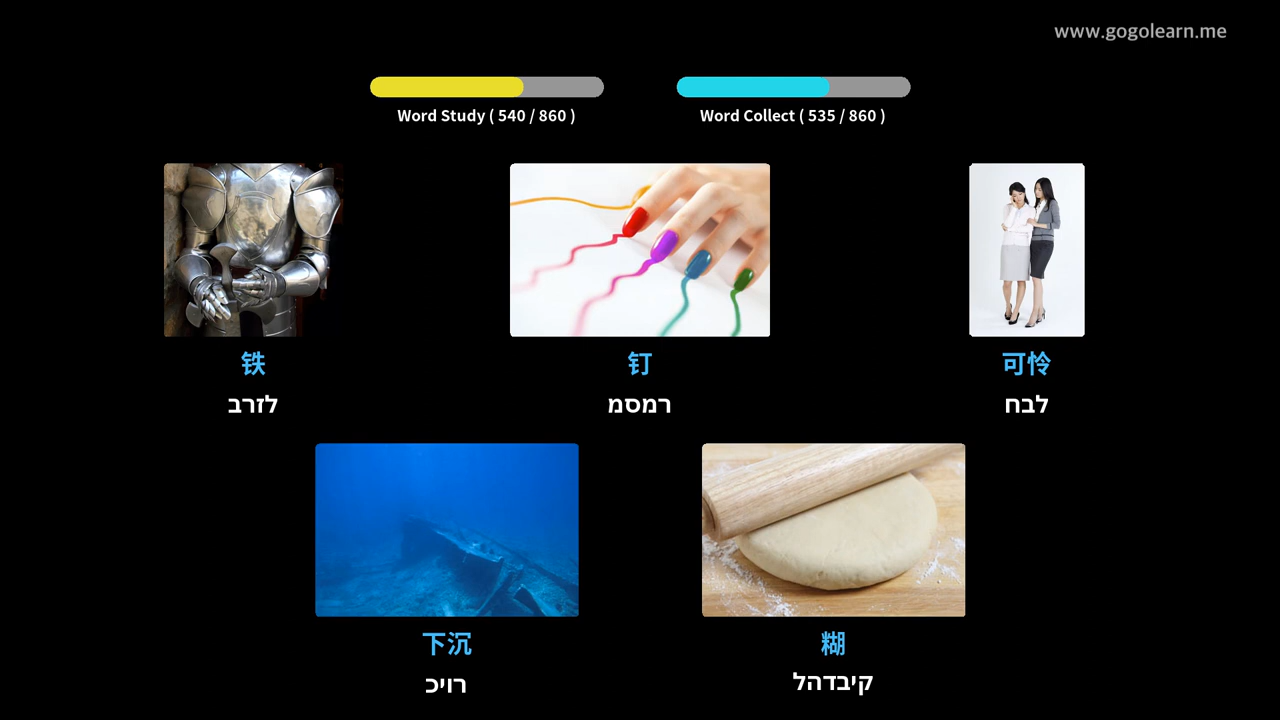 www.gogolearn.me
Word Study ( 540 / 860 )
Word Collect ( 535 / 860 )
铁
לזרב
钉
רמסמ
可怜
לבח
下沉
רויכ
糊
קיבדהל